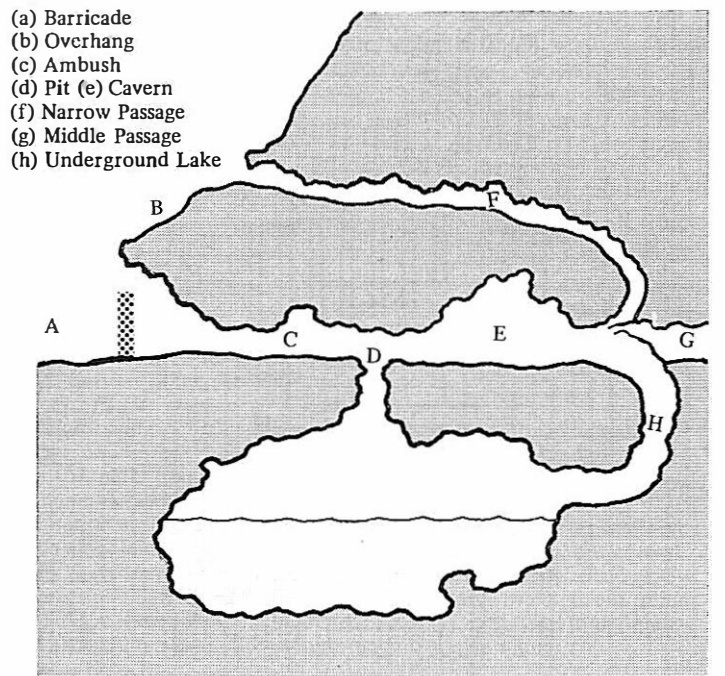 (a) Barricade
(b) Overhang
(c) Ambush
(d) Pit (e) Cavern
(f) Narrow Passage
(g) Middle Passage
(h) Underground Lake
F
B
A
C
D
E
G
H